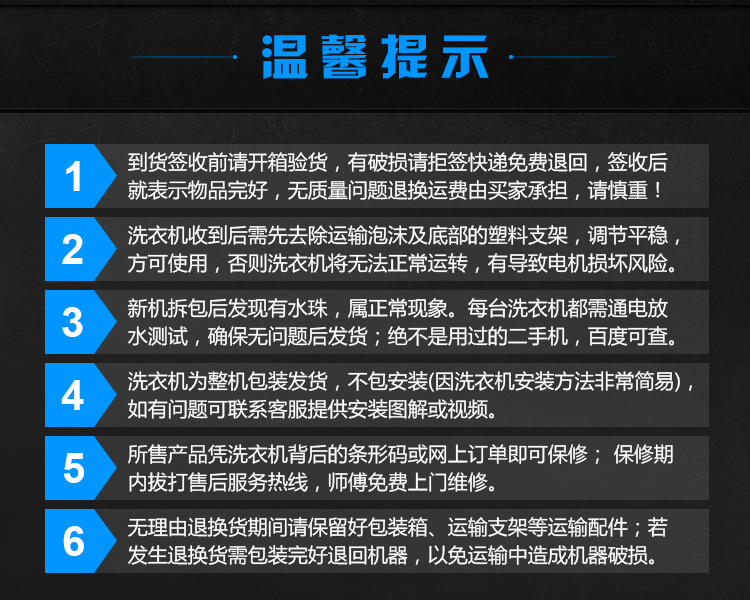 温馨提示
1
到货签收前请开箱验货，有破损请拒签快递免费退回，签收后
就表示物品完好，无质量问题退换运费由买家承担，请慎重！
2
洗衣机收到后需先去除运输泡沫及底部的塑料支架，调节平稳，
方可使用，否则洗衣机将无法正常运转，有导致电机损坏风险。
3
新机拆包后发现有水珠，属正常现象。每台洗衣机都需通电放
水测试，确保无问题后发货；绝不是用过的二手机，百度可查。
4
洗衣机为整机包装发货，不包安装(因洗衣机安装方法非常简易)，
如有问题可联系客服提供安装图解或视频。
5
所售产品凭洗衣机背后的条形码或网上订单即可保修； 保修期
内拔打售后服务热线，师傅免费上门维修。
6
无理由退换货期间请保留好包装箱、运输支架等运输配件；若
发生退换货需包装完好退回机器，以免运输中造成机器破损。